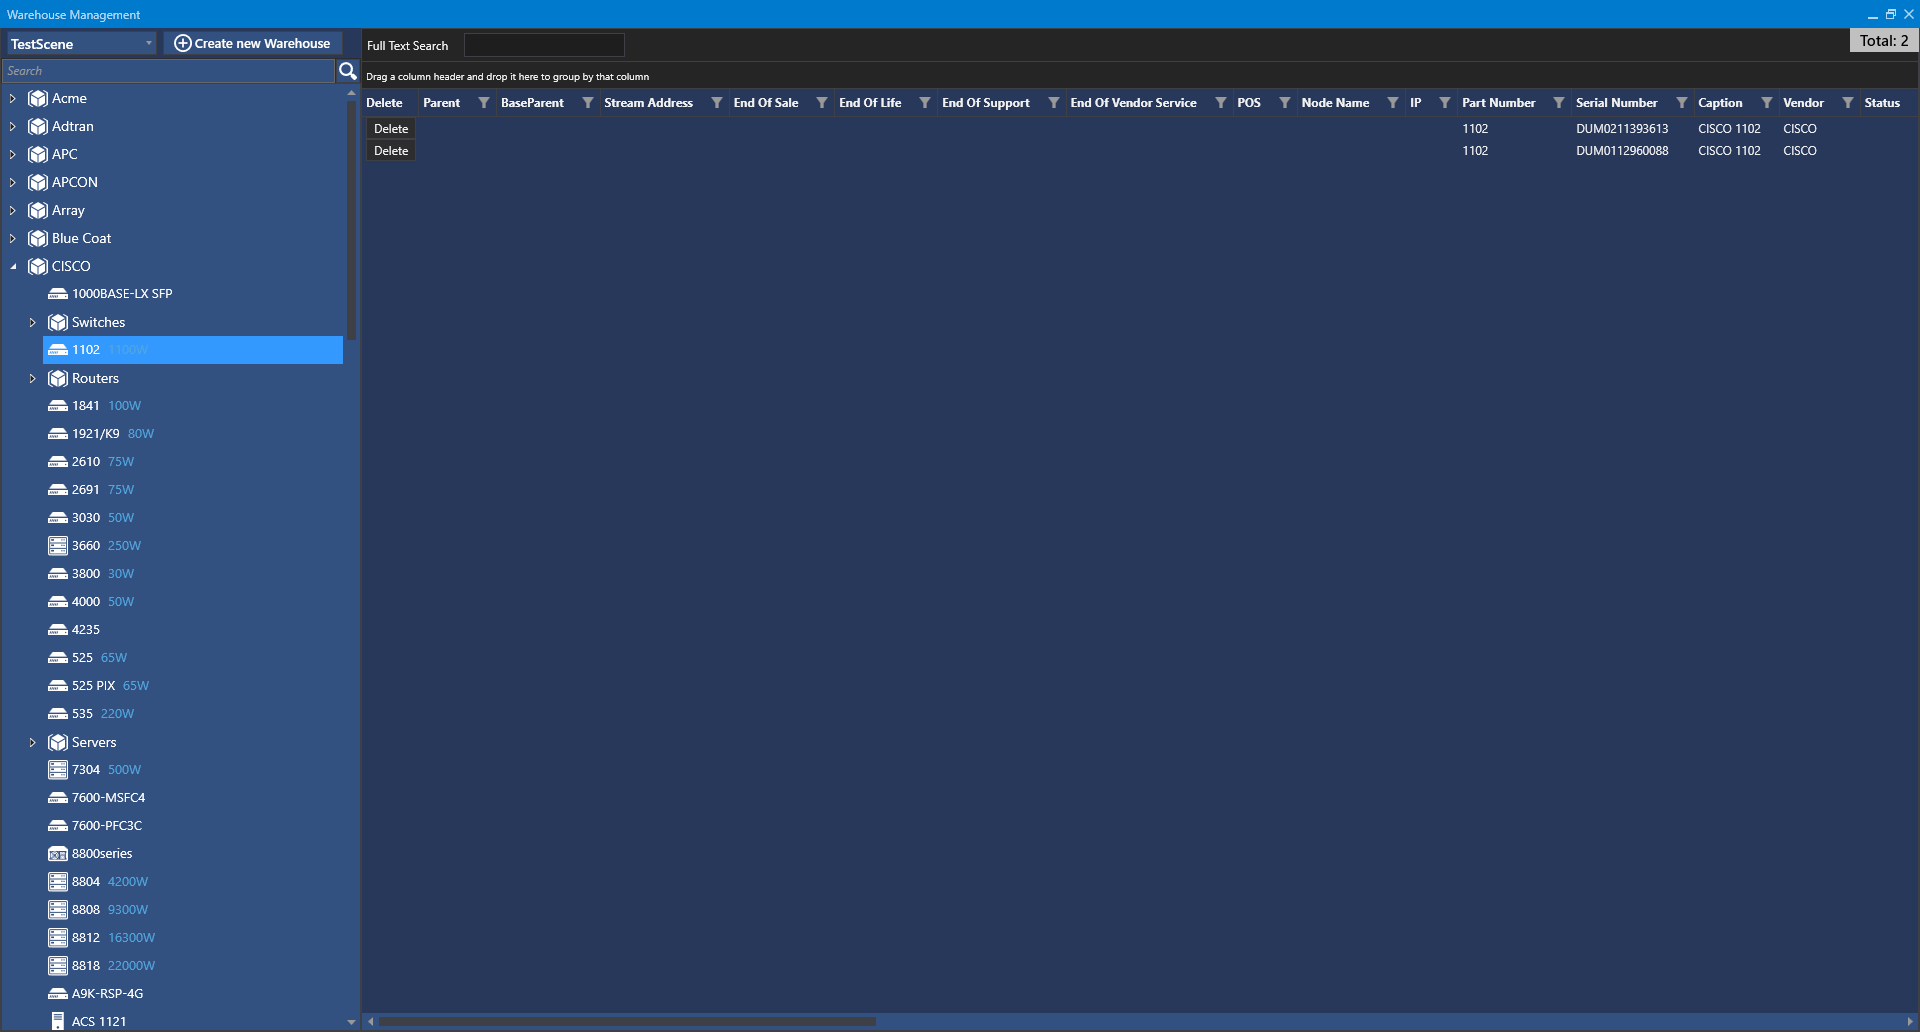 Warehouse Management
TestScene
Create new Warehouse
Search
Acme
Adtran
APC
APCON
Array
Blue Coat
CISCO
1000BASE-LX SFP
Switches
1102 1100W
Routers
1841 100W
1921/K9 80W
2610 75W
2691 75W
3030 50W
3660 250W
3800 30W
4000 50W
4235
525 65W
525 PIX 65W
535 220W
Servers
7304 500W
7600-MSFC4
7600-PFC3C
8800series
8804 4200W
8808 9300W
8812 16300W
8818 22000W
A9K-RSP-4G
ACS 1121
Full Text Search
Total: 2
Drag a column header and drop it here to group by that column
Delete Parent BaseParent Stream Address End Of Sale End Of Life End Of Support End Of Vendor Service POS Node Name IP Part Number Serial Number Caption Vendor Status
Delete 1102 DUM0211393613 CISCO 1102 CISCO
Delete 1102 DUM0112960088 CISCO 1102 CISCO